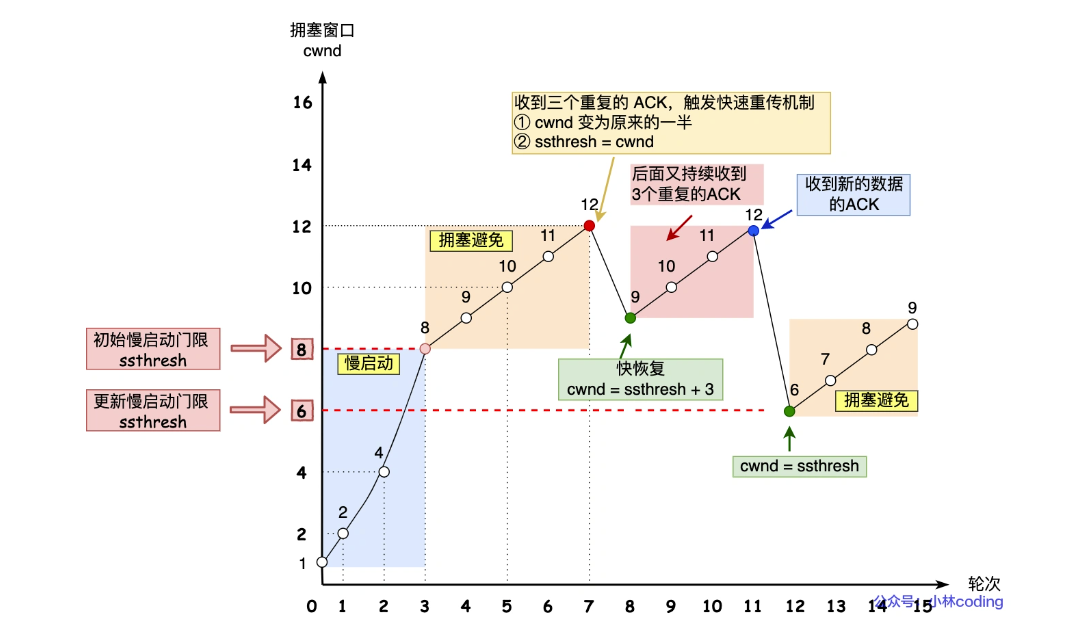 拥塞窗口
cwnd
16
收到三个重复的 ACK，触发快速重传机制
① cwnd 变为原来的一半
② ssthresh = cwnd
14
后面又持续收到
3个重复的ACK
收到新的数据
的ACK
12
12
12
拥塞避免
11
11
10
10
10
9
9
9
8
初始慢启动门限
ssthresh
8
慢启动
快恢复
cwnd = ssthresh + 3
8
7
更新慢启动门限
ssthresh
6
6
拥塞避免
4
4
cwnd = ssthresh
2
2
1
轮次
0 1 2 3 4 5 6 7 8 9 10 11 12 13 14 15
公众号：小林coding